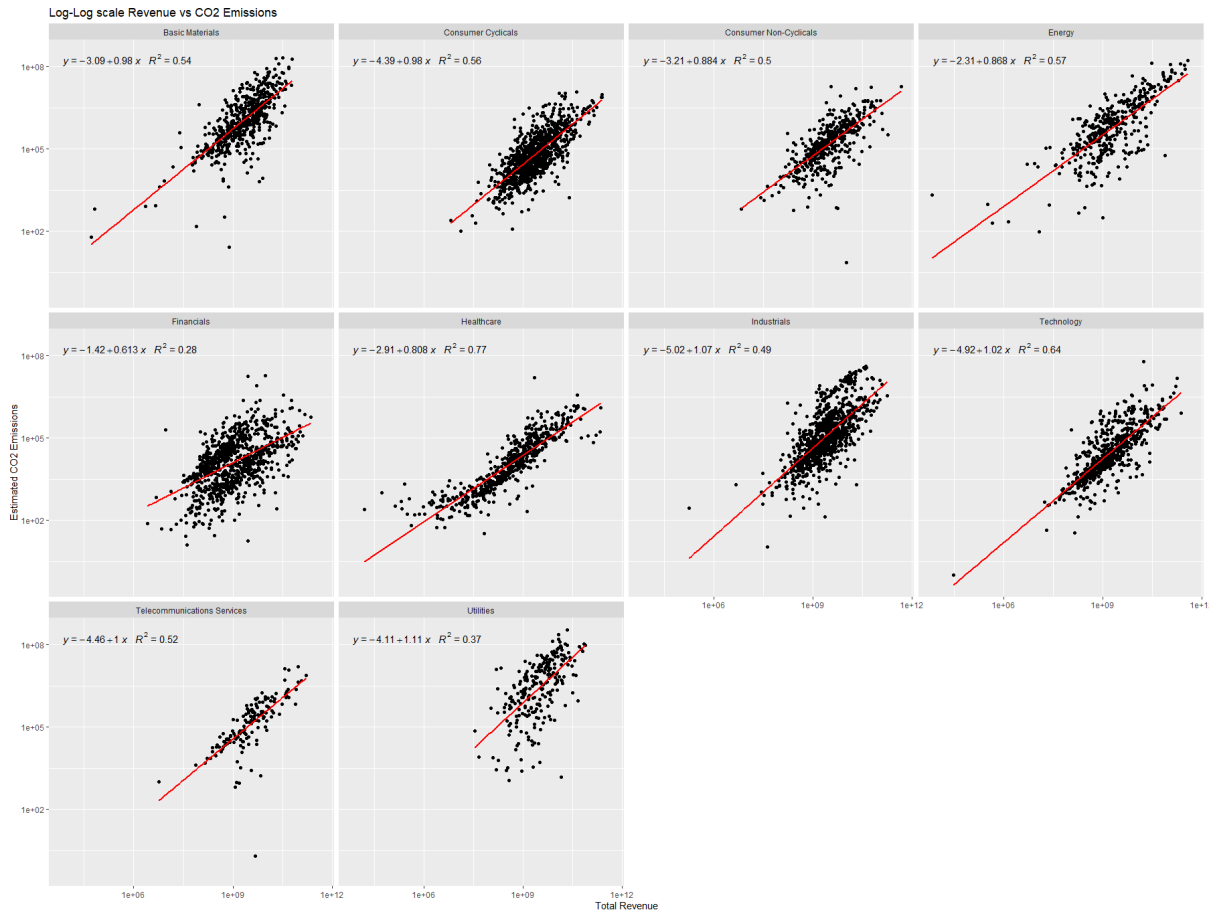 Log-Log scale Revenue vs CO2 Emissions
Basic Materials
Consumer Cyclicals
Consumer Non-Cyclicals
Energy
y = −3.09+0.98 x R² = 0.54
y = −4.39+0.98 x R² = 0.56
y = −3.21+0.884 x R² = 0.5
y = −2.31+0.868 x R² = 0.57
1e+08
1e+05
1e+02
Financials
Healthcare
Industrials
Technology
y = −1.42+0.613 x R² = 0.28
y = −2.91+0.808 x R² = 0.77
y = −5.02+1.07 x R² = 0.49
y = −4.92+1.02 x R² = 0.64
1e+08
1e+05
1e+02
Estimated CO2 Emissions
1e+06
1e+09
1e+12
1e+06
1e+09
1e+1
Telecommunications Services
Utilities
y = −4.46+1 x R² = 0.52
y = −4.11+1.11 x R² = 0.37
1e+08
1e+05
1e+02
1e+06
1e+09
1e+12
1e+06
1e+09
1e+12
Total Revenue